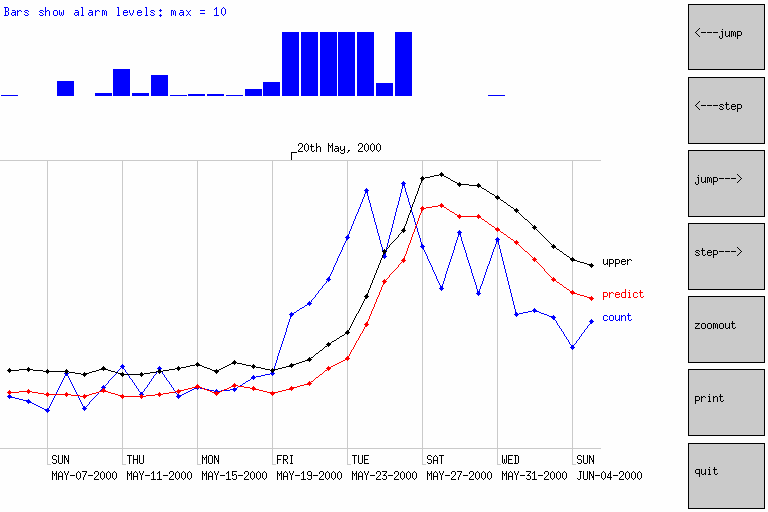 Bars show alarm levels: max = 10
<---jump
<---step
20th May, 2000
jump--->
step--->
upper
predict
count
zoomout
print
SUN THU MON FRI TUE SAT WED SUN
MAY-07-2000 MAY-11-2000 MAY-15-2000 MAY-19-2000 MAY-23-2000 MAY-27-2000 MAY-31-2000 JUN-04-2000
quit